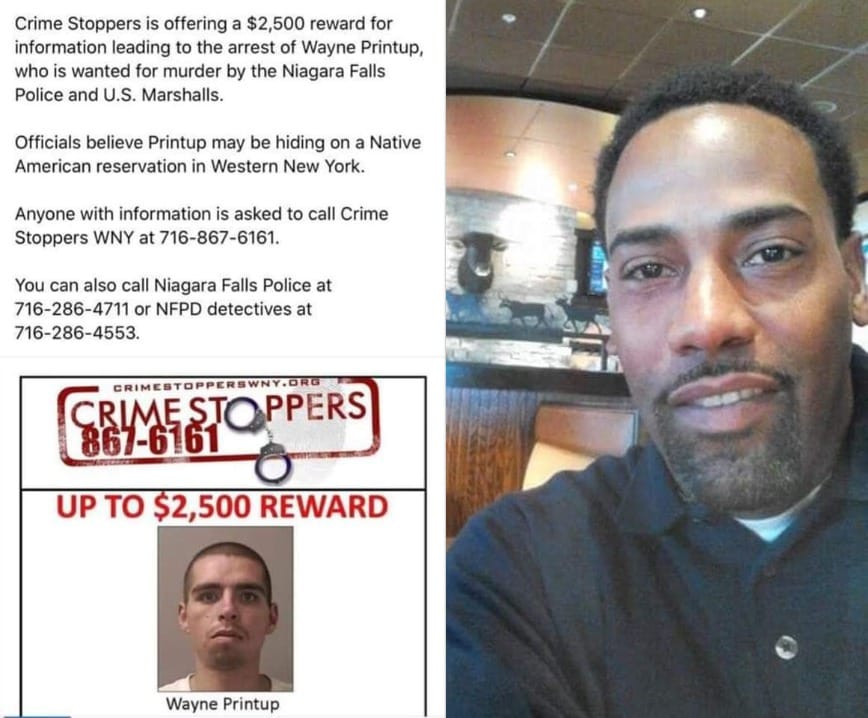 Crime Stoppers is offering a $2,500 reward for
information leading to the arrest of Wayne Printup,
who is wanted for murder by the Niagara Falls
Police and U.S. Marshalls.
Officials believe Printup may be hiding on a Native
American reservation in Western New York.
Anyone with information is asked to call Crime
Stoppers WNY at 716-867-6161.
You can also call Niagara Falls Police at
716-286-4711 or NFPD detectives at
716-286-4553.
CRIMESTOPPERSWNY.ORG
CRIME STOPPERS
867-6161
UP TO $2,500 REWARD
Wayne Printup